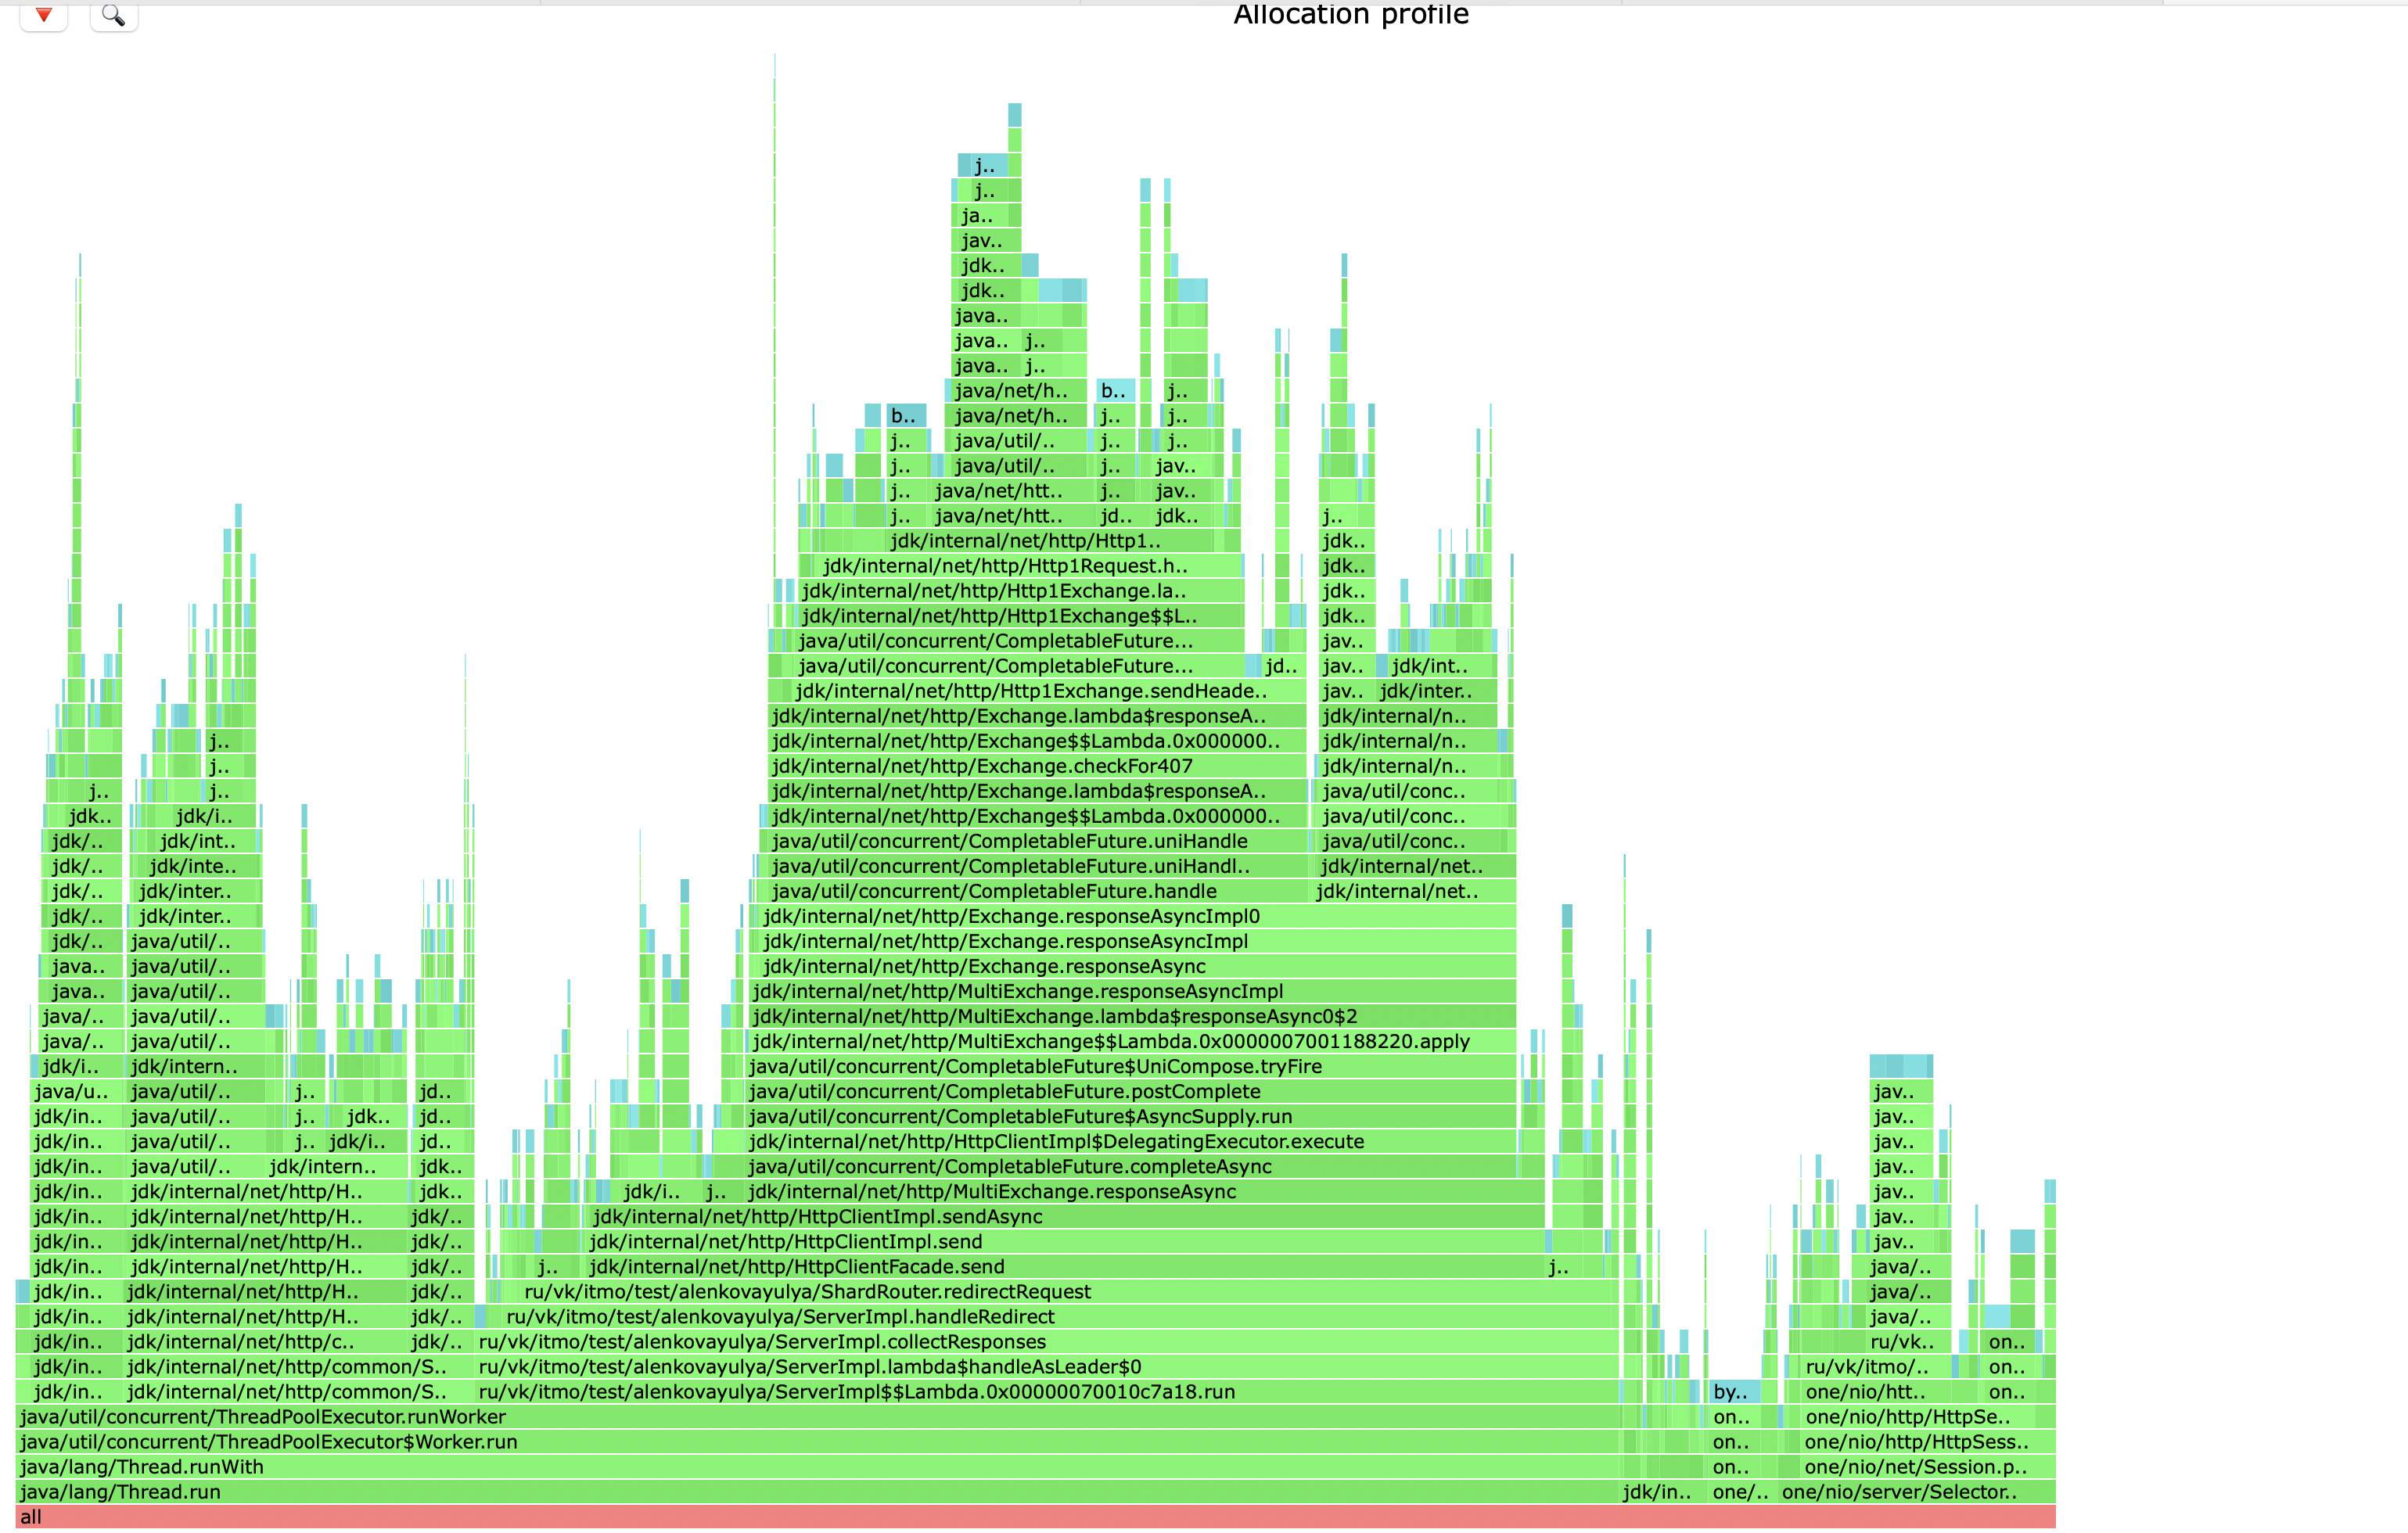 Allocation profile
j..
j..
ja..
jav..
jdk..
jdk..
java..
java.. j..
java.. j..
java/net/h.. b.. j..
b.. java/net/h.. j.. j..
j.. java/util/.. j.. j..
j.. java/util/.. j.. jav..
j.. java/net/htt.. j.. jav..
j.. java/net/htt.. jd.. jdk.. j..
jdk/internal/net/http/Http1.. jdk..
jdk/internal/net/http/Http1Request.h.. jdk..
jdk/internal/net/http/Http1Exchange.la.. jdk..
jdk/internal/net/http/Http1Exchange$$L.. jdk..
java/util/concurrent/CompletableFuture... jav..
java/util/concurrent/CompletableFuture... jd.. jav.. jdk/int..
jdk/internal/net/http/Http1Exchange.sendHeade.. jav.. jdk/inter..
jdk/internal/net/http/Exchange.lambda$responseA.. jdk/internal/n..
j.. jdk/internal/net/http/Exchange$$Lambda.0x000000.. jdk/internal/n..
j.. jdk/internal/net/http/Exchange.checkFor407 jdk/internal/n..
j.. j.. jdk/internal/net/http/Exchange.lambda$responseA.. java/util/conc..
jdk.. jdk/i.. jdk/internal/net/http/Exchange$$Lambda.0x000000.. java/util/conc..
jdk/.. jdk/int.. java/util/concurrent/CompletableFuture.uniHandle java/util/conc..
jdk/.. jdk/inte.. java/util/concurrent/CompletableFuture.uniHandl.. jdk/internal/net..
jdk/.. jdk/inter.. java/util/concurrent/CompletableFuture.handle jdk/internal/net..
jdk/.. jdk/inter.. jdk/internal/net/http/Exchange.responseAsyncImpl0
jdk/.. java/util/.. jdk/internal/net/http/Exchange.responseAsyncImpl
java.. java/util/.. jdk/internal/net/http/Exchange.responseAsync
java.. java/util/.. jdk/internal/net/http/MultiExchange.responseAsyncImpl
java/.. java/util/.. jdk/internal/net/http/MultiExchange.lambda$responseAsync0$2
java/.. java/util/.. jdk/internal/net/http/MultiExchange$$Lambda.0x0000007001188220.apply
jdk/i.. jdk/intern.. java/util/concurrent/CompletableFuture$UniCompose.tryFire
java/u.. java/util/.. j.. jd.. java/util/concurrent/CompletableFuture.postComplete jav..
jdk/in.. java/util/.. j.. jdk.. jd.. java/util/concurrent/CompletableFuture$AsyncSupply.run jav..
jdk/in.. java/util/.. j.. jdk/i.. jd.. jdk/internal/net/http/HttpClientImpl$DelegatingExecutor.execute jav..
jdk/in.. java/util/.. jdk/intern.. jdk.. java/util/concurrent/CompletableFuture.completeAsync jav..
jdk/in.. jdk/internal/net/http/H.. jdk.. jdk/i.. j.. jdk/internal/net/http/MultiExchange.responseAsync jav..
jdk/in.. jdk/internal/net/http/H.. jdk/.. jdk/internal/net/http/HttpClientImpl.sendAsync jav..
jdk/in.. jdk/internal/net/http/H.. jdk/.. jdk/internal/net/http/HttpClientImpl.send jav..
jdk/in.. jdk/internal/net/http/H.. jdk/.. j.. jdk/internal/net/http/HttpClientFacade.send j.. java/..
jdk/in.. jdk/internal/net/http/H.. jdk/.. ru/vk/itmo/test/alenkovayulya/ShardRouter.redirectRequest java/..
jdk/in.. jdk/internal/net/http/H.. jdk/.. ru/vk/itmo/test/alenkovayulya/ServerImpl.handleRedirect java/..
jdk/in.. jdk/internal/net/http/c.. jdk/.. ru/vk/itmo/test/alenkovayulya/ServerImpl.collectResponses ru/vk.. on..
jdk/in.. jdk/internal/net/http/common/S.. ru/vk/itmo/test/alenkovayulya/ServerImpl.lambda$handleAsLeader$0 ru/vk/itmo/.. on..
jdk/in.. jdk/internal/net/http/common/S.. ru/vk/itmo/test/alenkovayulya/ServerImpl$$Lambda.0x00000070010c7a18.run by.. one/nio/htt.. on..
java/util/concurrent/ThreadPoolExecutor.runWorker on.. one/nio/http/HttpSe..
java/util/concurrent/ThreadPoolExecutor$Worker.run on.. one/nio/http/HttpSess..
java/lang/Thread.runWith on.. one/nio/net/Session.p..
java/lang/Thread.run jdk/in.. one/.. one/nio/server/Selector..
all